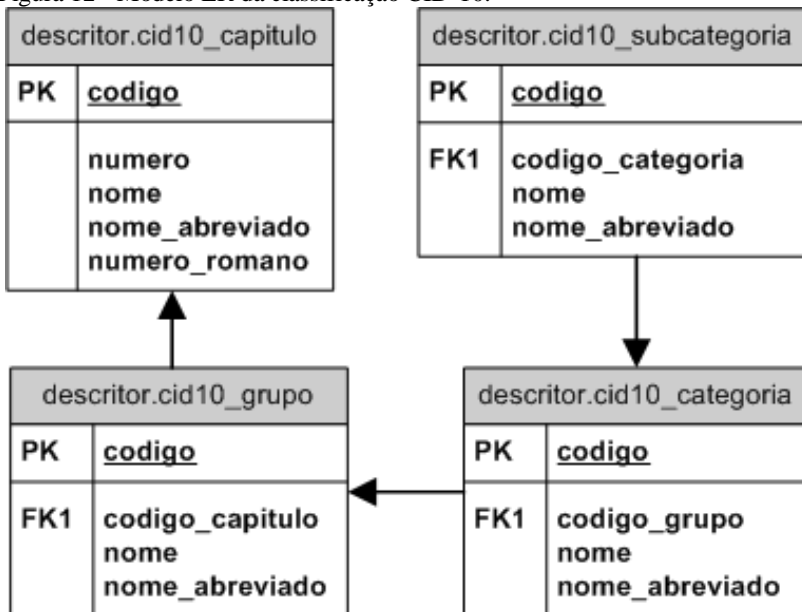 Figura 12 - Modelo ER da classificação CID-10.
descritor.cid10_capitulo
PK codigo
numero
nome
nome_abreviado
numero_romano
descritor.cid10_subcategoria
PK codigo
FK1 codigo_categoria
nome
nome_abreviado
descritor.cid10_grupo
PK codigo
FK1 codigo_capitulo
nome
nome_abreviado
descritor.cid10_categoria
PK codigo
FK1 codigo_grupo
nome
nome_abreviado